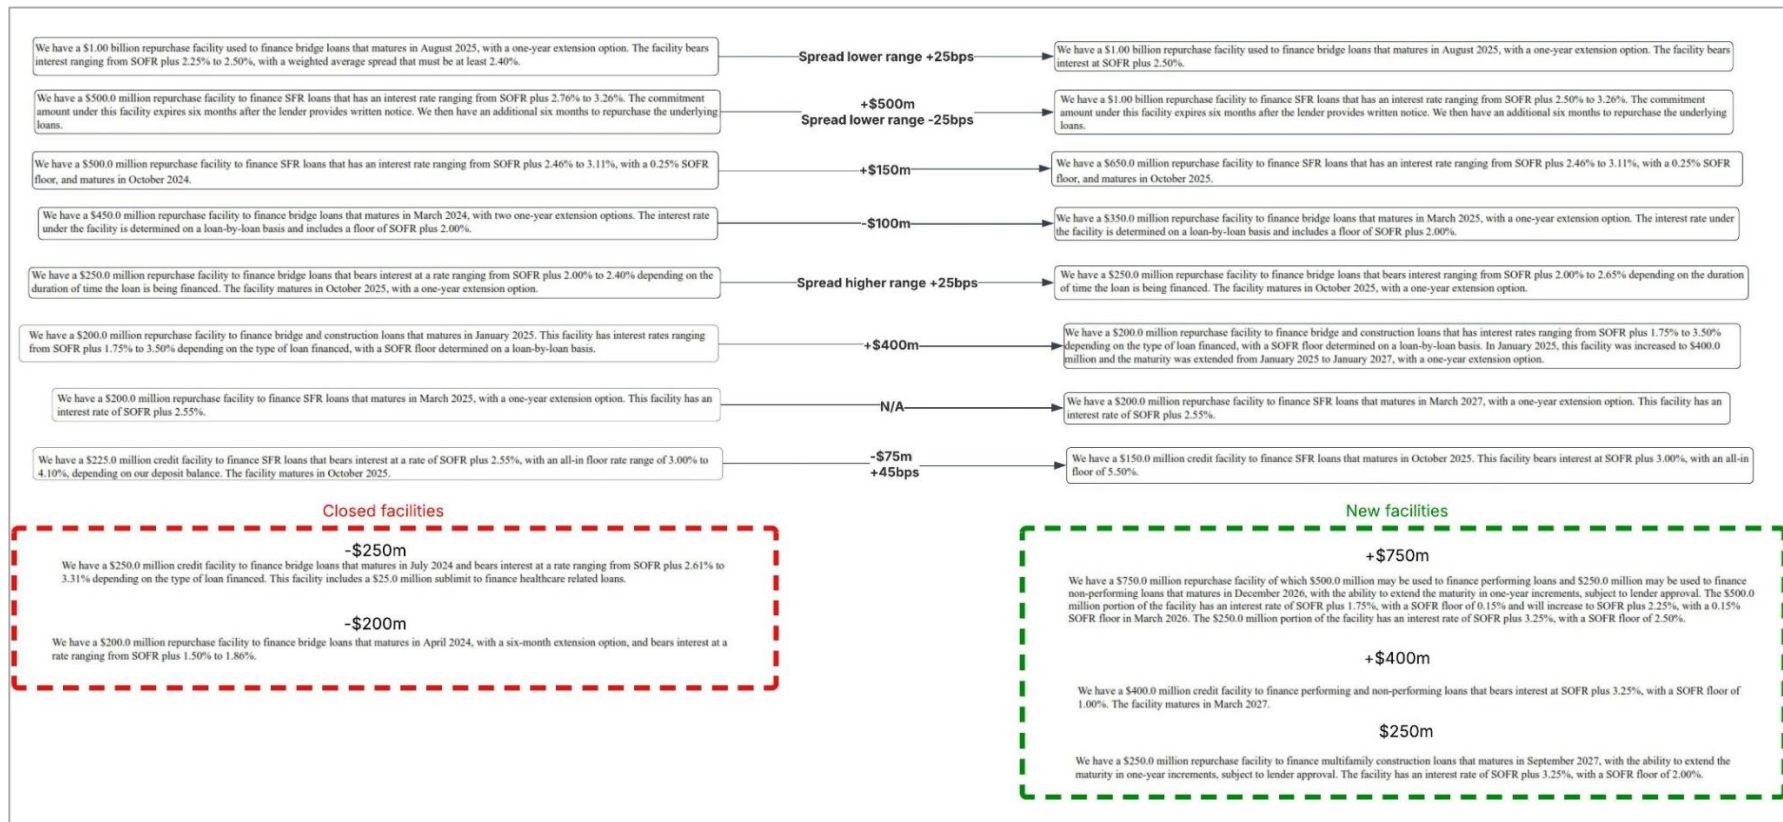 We have a $1.00 billion repurchase facility used to finance bridge loans that matures in August 2025, with a one-year extension option. The facility bears
interest ranging from SOFR plus 2.25% to 2.50%, with a weighted average spread that must be at least 2.40%.
Spread lower range +25bps
We have a $1.00 billion repurchase facility used to finance bridge loans that matures in August 2025, with a one-year extension option. The facility bears
interest at SOFR plus 2.50%.
We have a $500.0 million repurchase facility to finance SFR loans that has an interest rate ranging from SOFR plus 2.76% to 3.26%. The commitment
amount under this facility expires six months after the lender provides written notice. We then have an additional six months to repurchase the underlying
loans.
+$500m
Spread lower range -25bps
We have a $1.00 billion repurchase facility to finance SFR loans that has an interest rate ranging from SOFR plus 2.50% to 3.26%. The commitment
amount under this facility expires six months after the lender provides written notice. We then have an additional six months to repurchase the underlying
loans.
We have a $500.0 million repurchase facility to finance SFR loans that has an interest rate ranging from SOFR plus 2.46% to 3.11%, with a 0.25% SOFR
floor, and matures in October 2024.
+$150m
We have a $650.0 million repurchase facility to finance SFR loans that has an interest rate ranging from SOFR plus 2.46% to 3.11%, with a 0.25% SOFR
floor, and matures in October 2025.
We have a $450.0 million repurchase facility to finance bridge loans that matures in March 2024, with two one-year extension options. The interest rate
under the facility is determined on a loan-by-loan basis and includes a floor of SOFR plus 2.00%.
-$100m
We have a $350.0 million repurchase facility to finance bridge loans that matures in March 2025, with a one-year extension option. The interest rate under
the facility is determined on a loan-by-loan basis and includes a floor of SOFR plus 2.00%.
We have a $250.0 million repurchase facility to finance bridge loans that bears interest at a rate ranging from SOFR plus 2.00% to 2.40% depending on the
duration of time the loan is being financed. The facility matures in October 2025, with a one-year extension option.
Spread higher range +25bps
We have a $250.0 million repurchase facility to finance bridge loans that bears interest ranging from SOFR plus 2.00% to 2.65% depending on the duration
of time the loan is being financed. The facility matures in October 2025, with a one-year extension option.
We have a $200.0 million repurchase facility to finance bridge and construction loans that matures in January 2025. This facility has interest rates ranging
from SOFR plus 1.75% to 3.50% depending on the type of loan financed, with a SOFR floor determined on a loan-by-loan basis.
+$400m
We have a $200.0 million repurchase facility to finance bridge and construction loans that has interest rates ranging from SOFR plus 1.75% to 3.50%
depending on the type of loan financed, with a SOFR floor determined on a loan-by-loan basis. In January 2025, this facility was increased to $400.0
million and the maturity was extended from January 2025 to January 2027, with a one-year extension option.
We have a $200.0 million repurchase facility to finance SFR loans that matures in March 2025, with a one-year extension option. This facility has an
interest rate of SOFR plus 2.55%.
N/A
We have a $200.0 million repurchase facility to finance SFR loans that matures in March 2027, with a one-year extension option. This facility has an
interest rate of SOFR plus 2.55%.
We have a $225.0 million credit facility to finance SFR loans that bears interest at a rate of SOFR plus 2.55%, with an all-in floor rate range of 3.00% to
4.10%, depending on our deposit balance. The facility matures in October 2025.
-$75m
+45bps
We have a $150.0 million credit facility to finance SFR loans that matures in October 2025. This facility bears interest at SOFR plus 3.00%, with an all-in
floor of 5.50%.
Closed facilities
-$250m
We have a $250.0 million credit facility to finance bridge loans that matures in July 2024 and bears interest at a rate ranging from SOFR plus 2.61% to
3.31% depending on the type of loan financed. This facility includes a $25.0 million sublimit to finance healthcare related loans.
-$200m
We have a $200.0 million repurchase facility to finance bridge loans that matures in April 2024, with a six-month extension option, and bears interest at a
rate ranging from SOFR plus 1.50% to 1.86%.
New facilities
+$750m
We have a $750.0 million repurchase facility of which $500.0 million may be used to finance performing loans and $250.0 million may be used to finance
non-performing loans that matures in December 2026, with the ability to extend the maturity in one-year increments, subject to lender approval. The $500.0
million portion of the facility has an interest rate of SOFR plus 1.75%, with a SOFR floor of 0.15% and will increase to SOFR plus 2.25%, with a 0.15%
SOFR floor in March 2026. The $250.0 million portion of the facility has an interest rate of SOFR plus 3.25%, with a SOFR floor of 2.50%.
+$400m
We have a $400.0 million credit facility to finance performing and non-performing loans that bears interest at SOFR plus 3.25%, with a SOFR floor of
1.00%. The facility matures in March 2027.
$250m
We have a $250.0 million repurchase facility to finance multifamily construction loans that matures in September 2027, with the ability to extend the
maturity in one-year increments, subject to lender approval. The facility has an interest rate of SOFR plus 3.25%, with a SOFR floor of 2.00%.